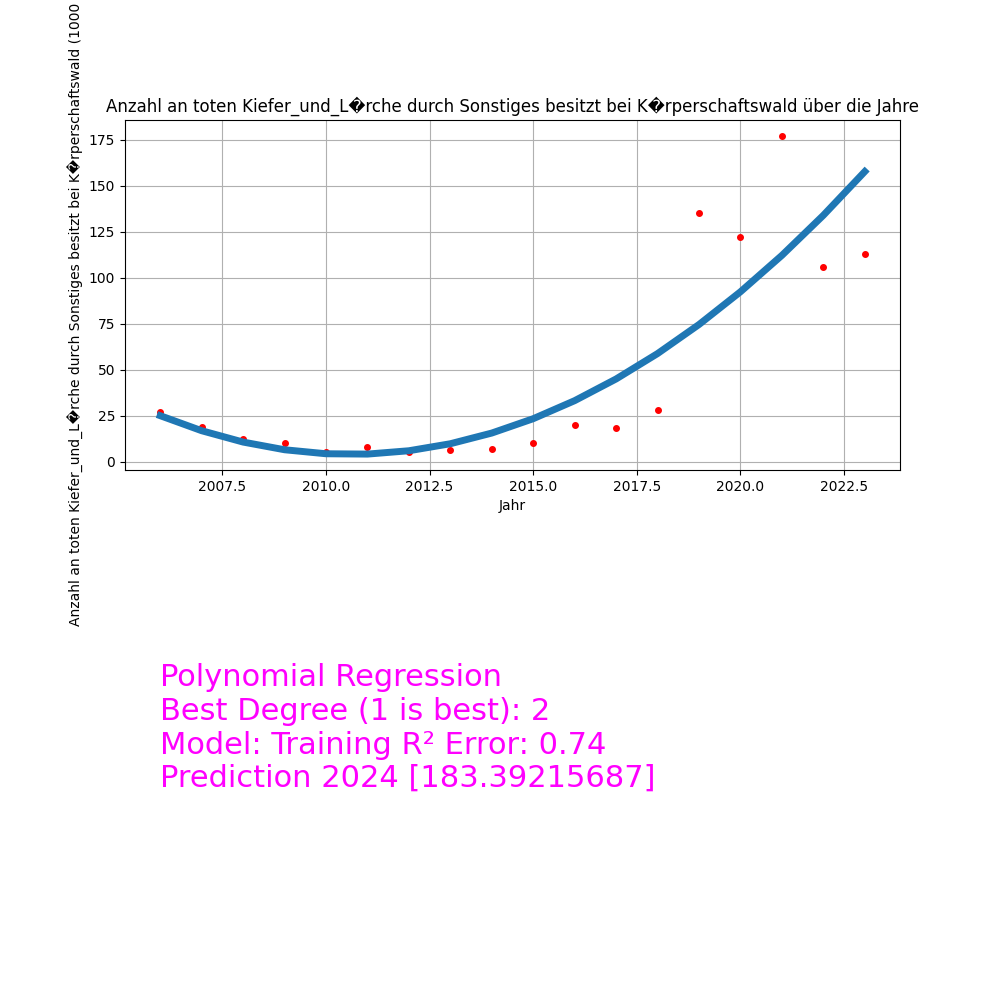 Anzahl an toten Kiefer_und_L�rche durch Sonstiges besitzt bei K�rperschaftswald über die Jahre
Anzahl an toten Kiefer_und_L�rche durch Sonstiges besitzt bei K�rperschaftswald (1000
175
150
125
100
75
50
25
0
2007.5 2010.0 2012.5 2015.0 2017.5 2020.0 2022.5
Jahr
Polynomial Regression
Best Degree (1 is best): 2
Model: Training R² Error: 0.74
Prediction 2024 [183.39215687]